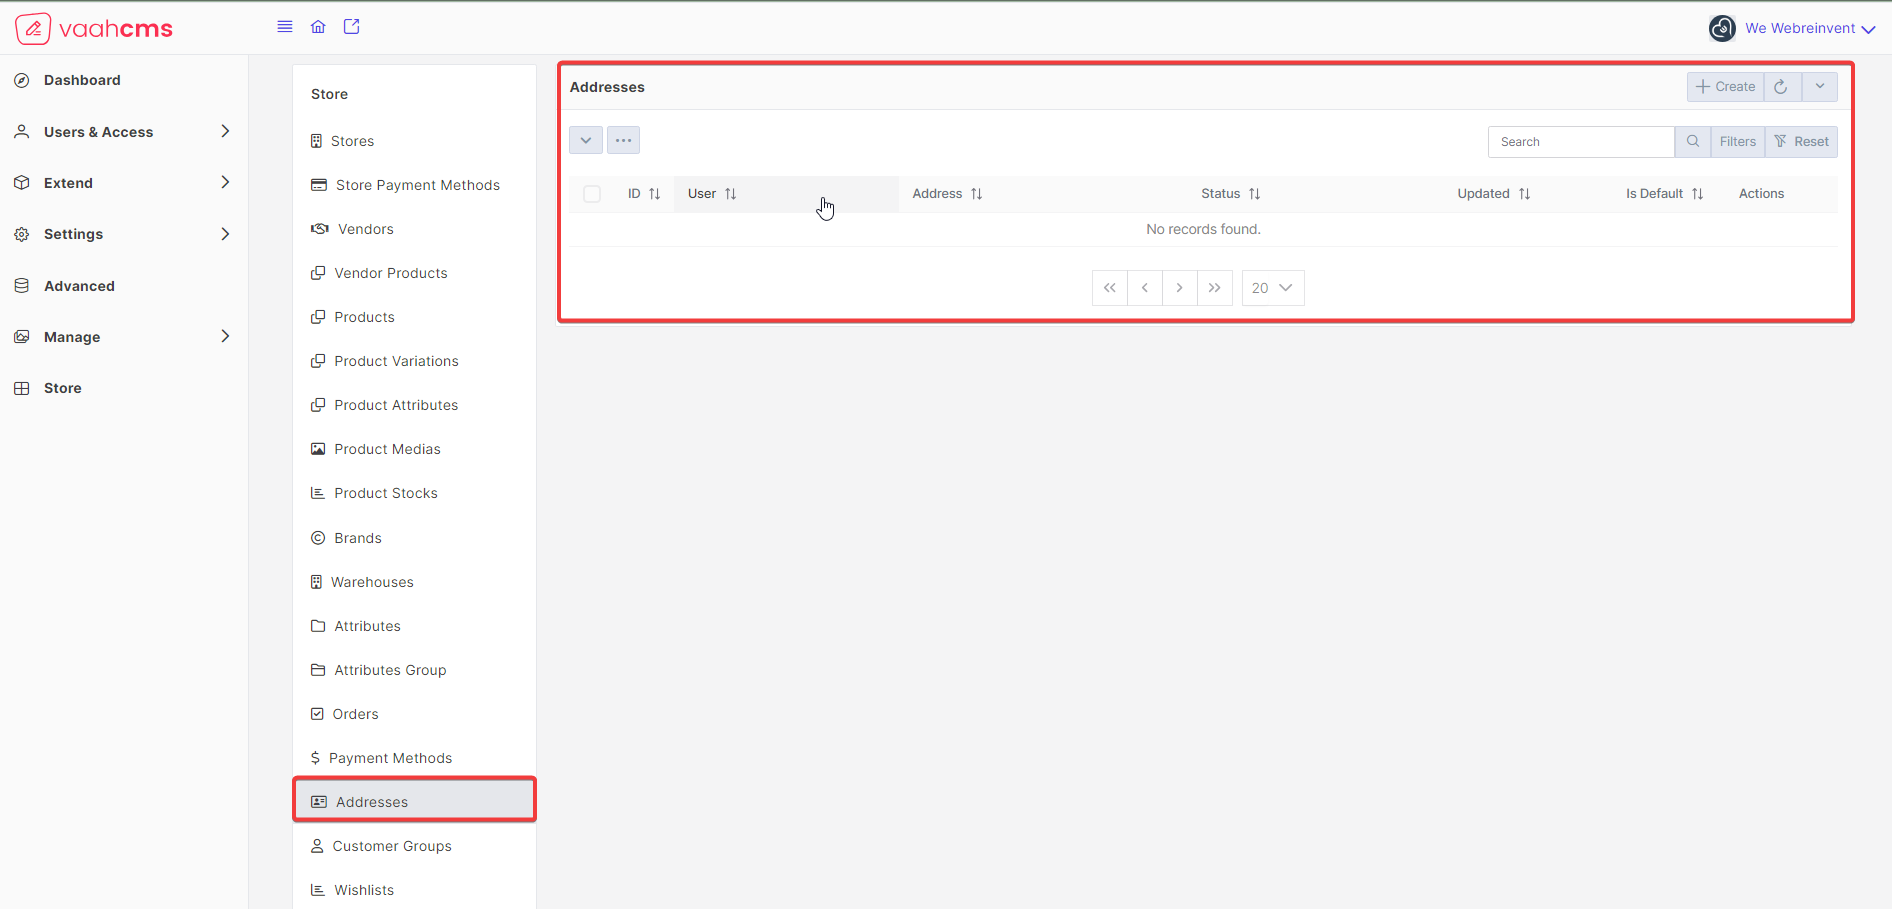 vaahcms
We Webreinvent
Dashboard
Users & Access
Extend
Settings
Advanced
Manage
Store
Store
Stores
Store Payment Methods
Vendors
Vendor Products
Products
Product Variations
Product Attributes
Product Medias
Product Stocks
Brands
Warehouses
Attributes
Attributes Group
Orders
Payment Methods
Addresses
Customer Groups
Wishlists
Addresses
Create
Search Filters Reset
ID User Address Status Updated Is Default Actions
No records found.
20